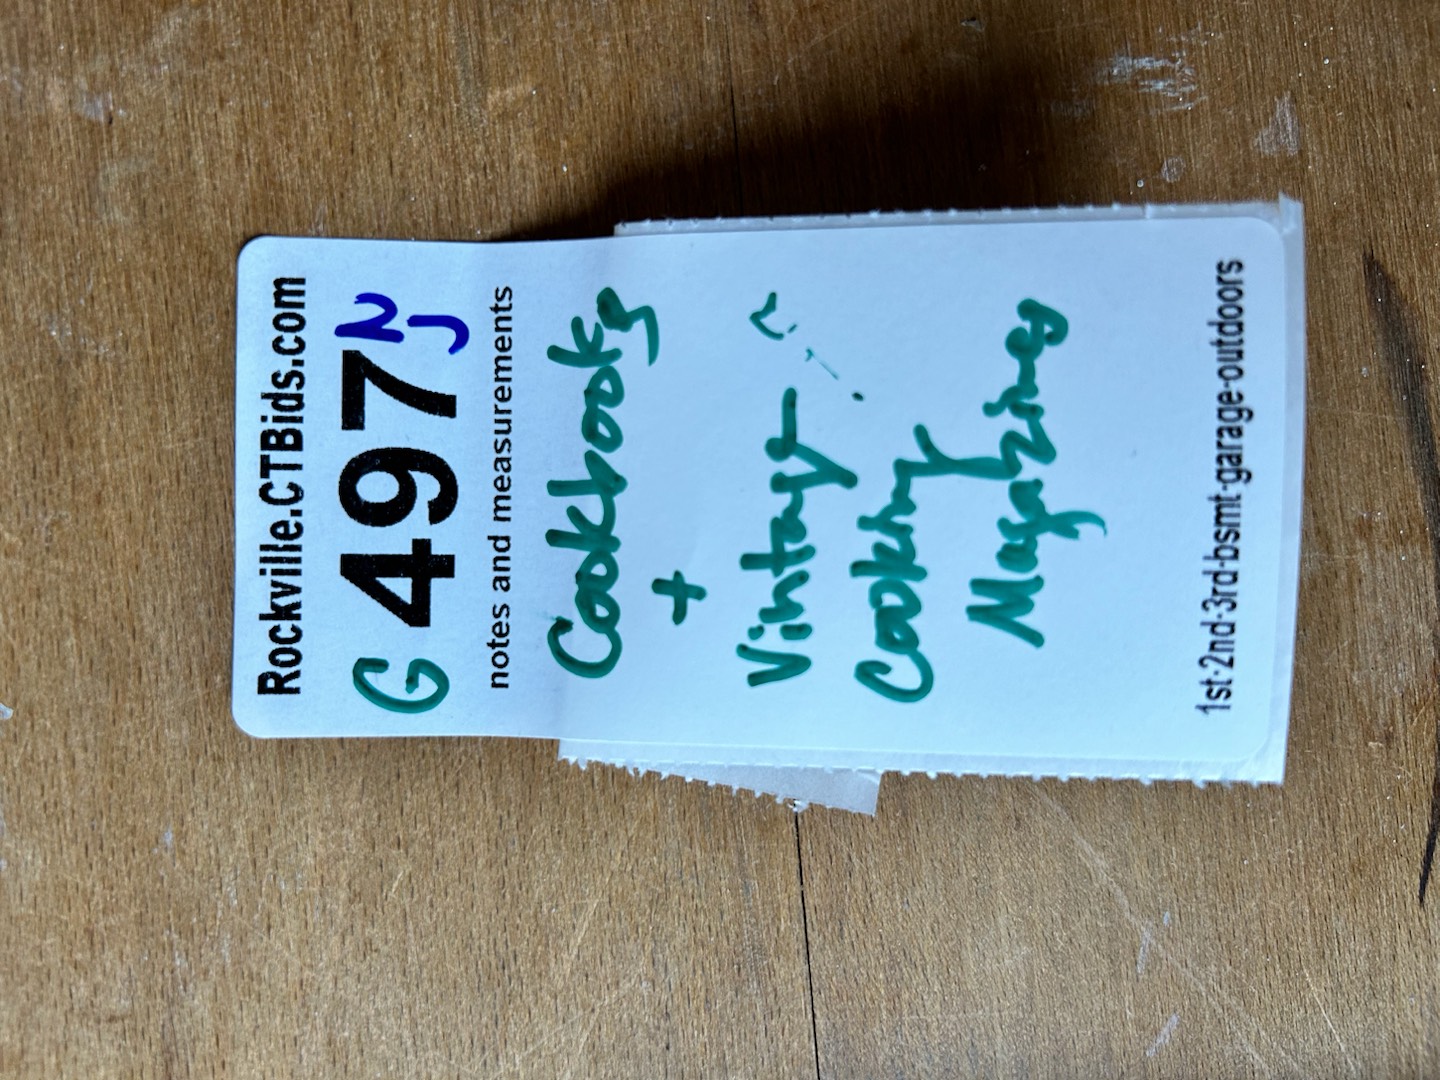 Rockville.CTBids.com
G 497 NJ
notes and measurements
Cookbooks
+
Vintage
Cooking
Magazines
1st-2nd-3rd-bsmt-garage-outdoors